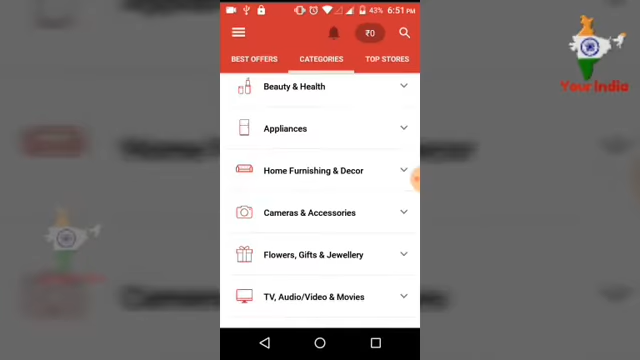 43% 6:51 PM
₹0
BEST OFFERS CATEGORIES TOP STORES
Your India
Beauty & Health
Appliances
Home Furnishing & Decor
Cameras & Accessories
Flowers, Gifts & Jewellery
TV, Audio/Video & Movies